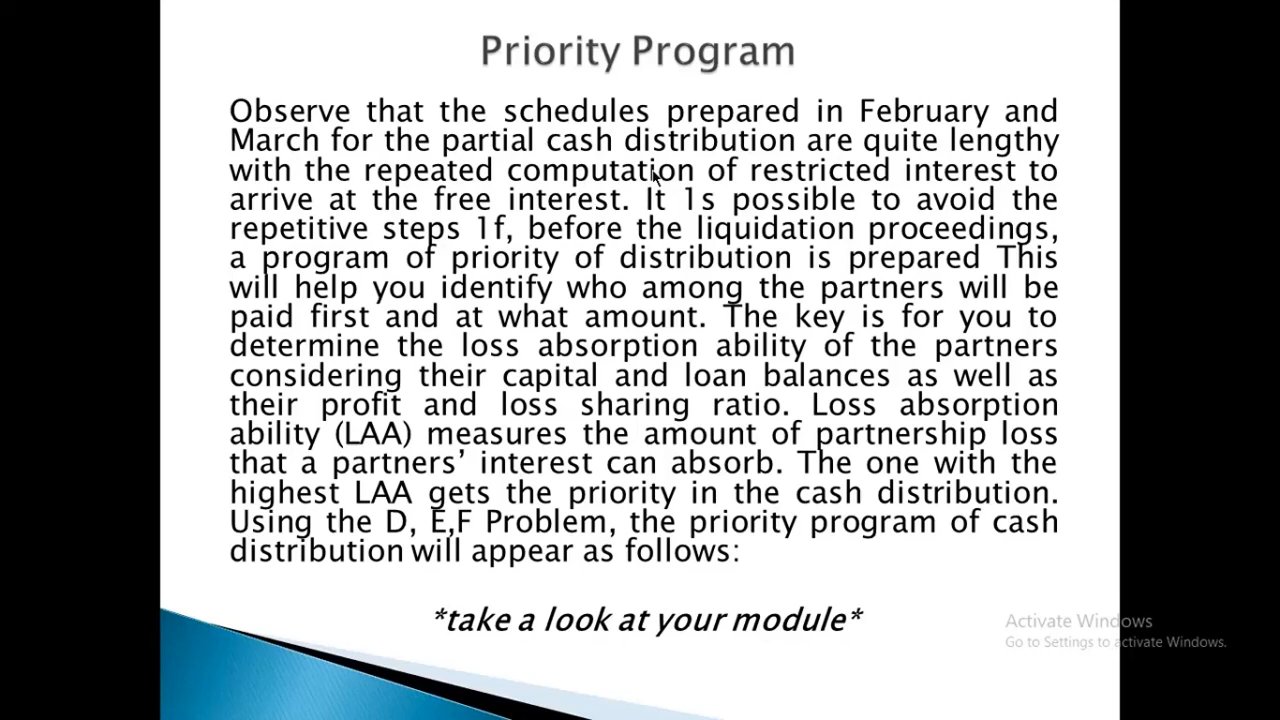 Priority Program
Observe that the schedules prepared in February and
March for the partial cash distribution are quite lengthy
with the repeated computation of restricted interest to
arrive at the free interest. It 1s possible to avoid the
repetitive steps 1f, before the liquidation proceedings,
a program of priority of distribution is prepared This
will help you identify who among the partners will be
paid first and at what amount. The key is for you to
determine the loss absorption ability of the partners
considering their capital and loan balances as well as
their profit and loss sharing ratio. Loss absorption
ability (LAA) measures the amount of partnership loss
that a partners’ interest can absorb. The one with the
highest LAA gets the priority in the cash distribution.
Using the D, E,F Problem, the priority program of cash
distribution will appear as follows:
*take a look at your module*
Activate Windows
Go to Settings to activate Windows.